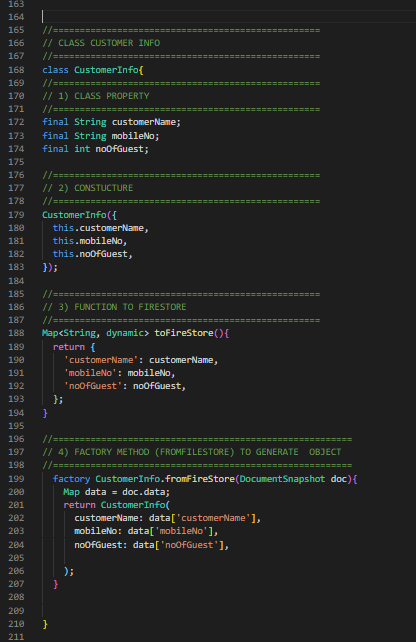 163
164
165 //==================================================
166 // CLASS CUSTOMER INFO
167 //==================================================
168 class CustomerInfo{
169 //==================================================
170 // 1) CLASS PROPERTY
171 //==================================================
172 final String customerName;
173 final String mobileNo;
174 final int noOfGuest;
175
176 //==================================================
177 // 2) CONSTUCTURE
178 //==================================================
179 CustomerInfo({
180   this.customerName,
181   this.mobileNo,
182   this.noOfGuest,
183 });
184
185 //==================================================
186 // 3) FUNCTION TO FIRESTORE
187 //==================================================
188 Map<String, dynamic> toFireStore(){
189   return {
190     'customerName': customerName,
191     'mobileNo': mobileNo,
192     'noOfGuest': noOfGuest,
193   };
194 }
195
196   //========================================================
197   // 4) FACTORY METHOD (FROMFILESTORE) TO GENERATE  OBJECT
198   //========================================================
199   factory CustomerInfo.fromFireStore(DocumentSnapshot doc){
200     Map data = doc.data;
201     return CustomerInfo(
202       customerName: data['customerName'],
203       mobileNo: data['mobileNo'],
204       noOfGuest: data['noOfGuest'],
205
206     );
207   }
208
209
210 }
211